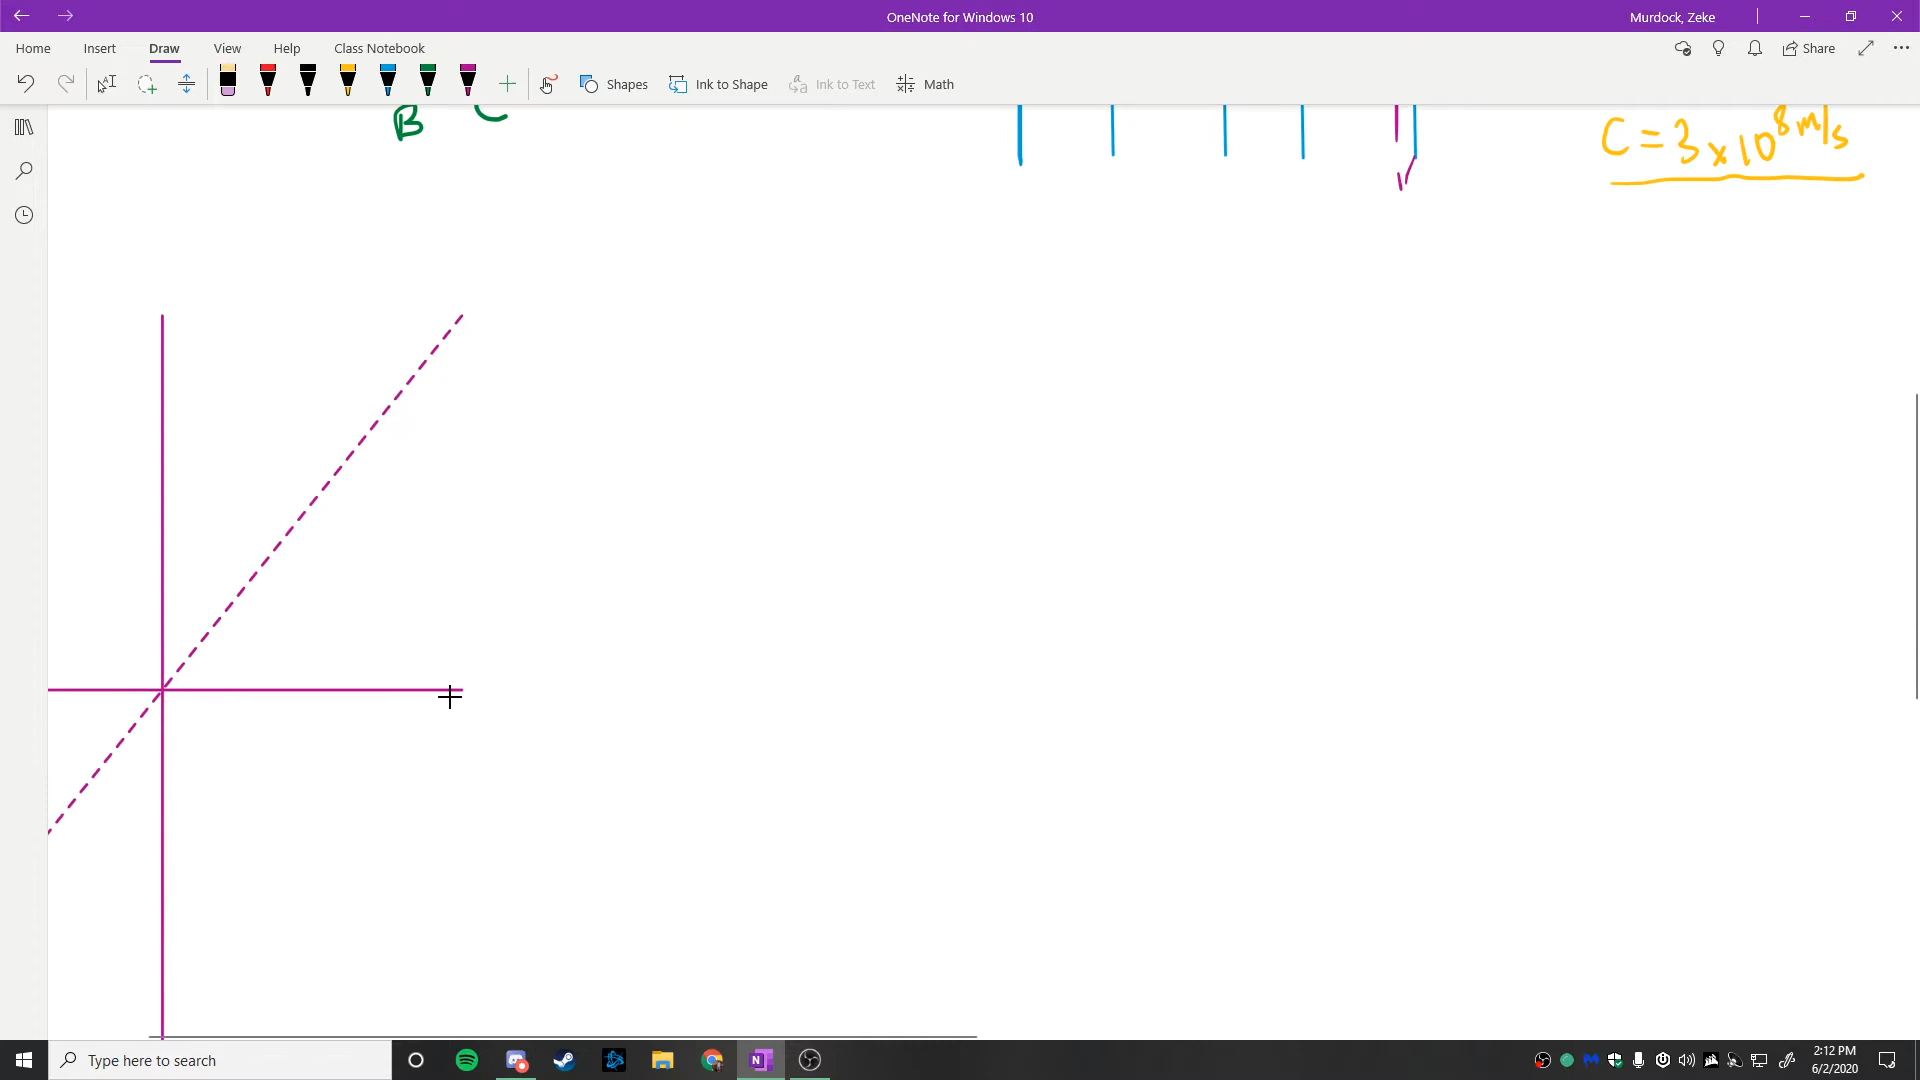 OneNote for Windows 10
Murdock, Zeke
Home Insert Draw View Help Class Notebook
Share
Shapes Ink to Shape Ink to Text Math
B C
C = 3 x 10⁸ m/s
Type here to search
2:12 PM
6/2/2020